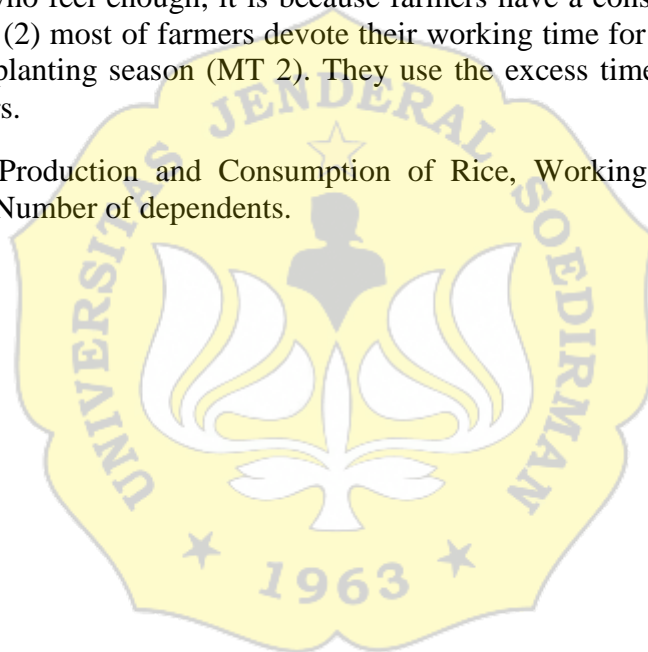 who feel enough, it is because farmers have a cons
(2) most of farmers devote their working time for
planting season (MT 2). They use the excess time
rs.
Production and Consumption of Rice, Working
Number of dependents.
UNIVERSITAS JENDERAL SOEDIRMAN
1963